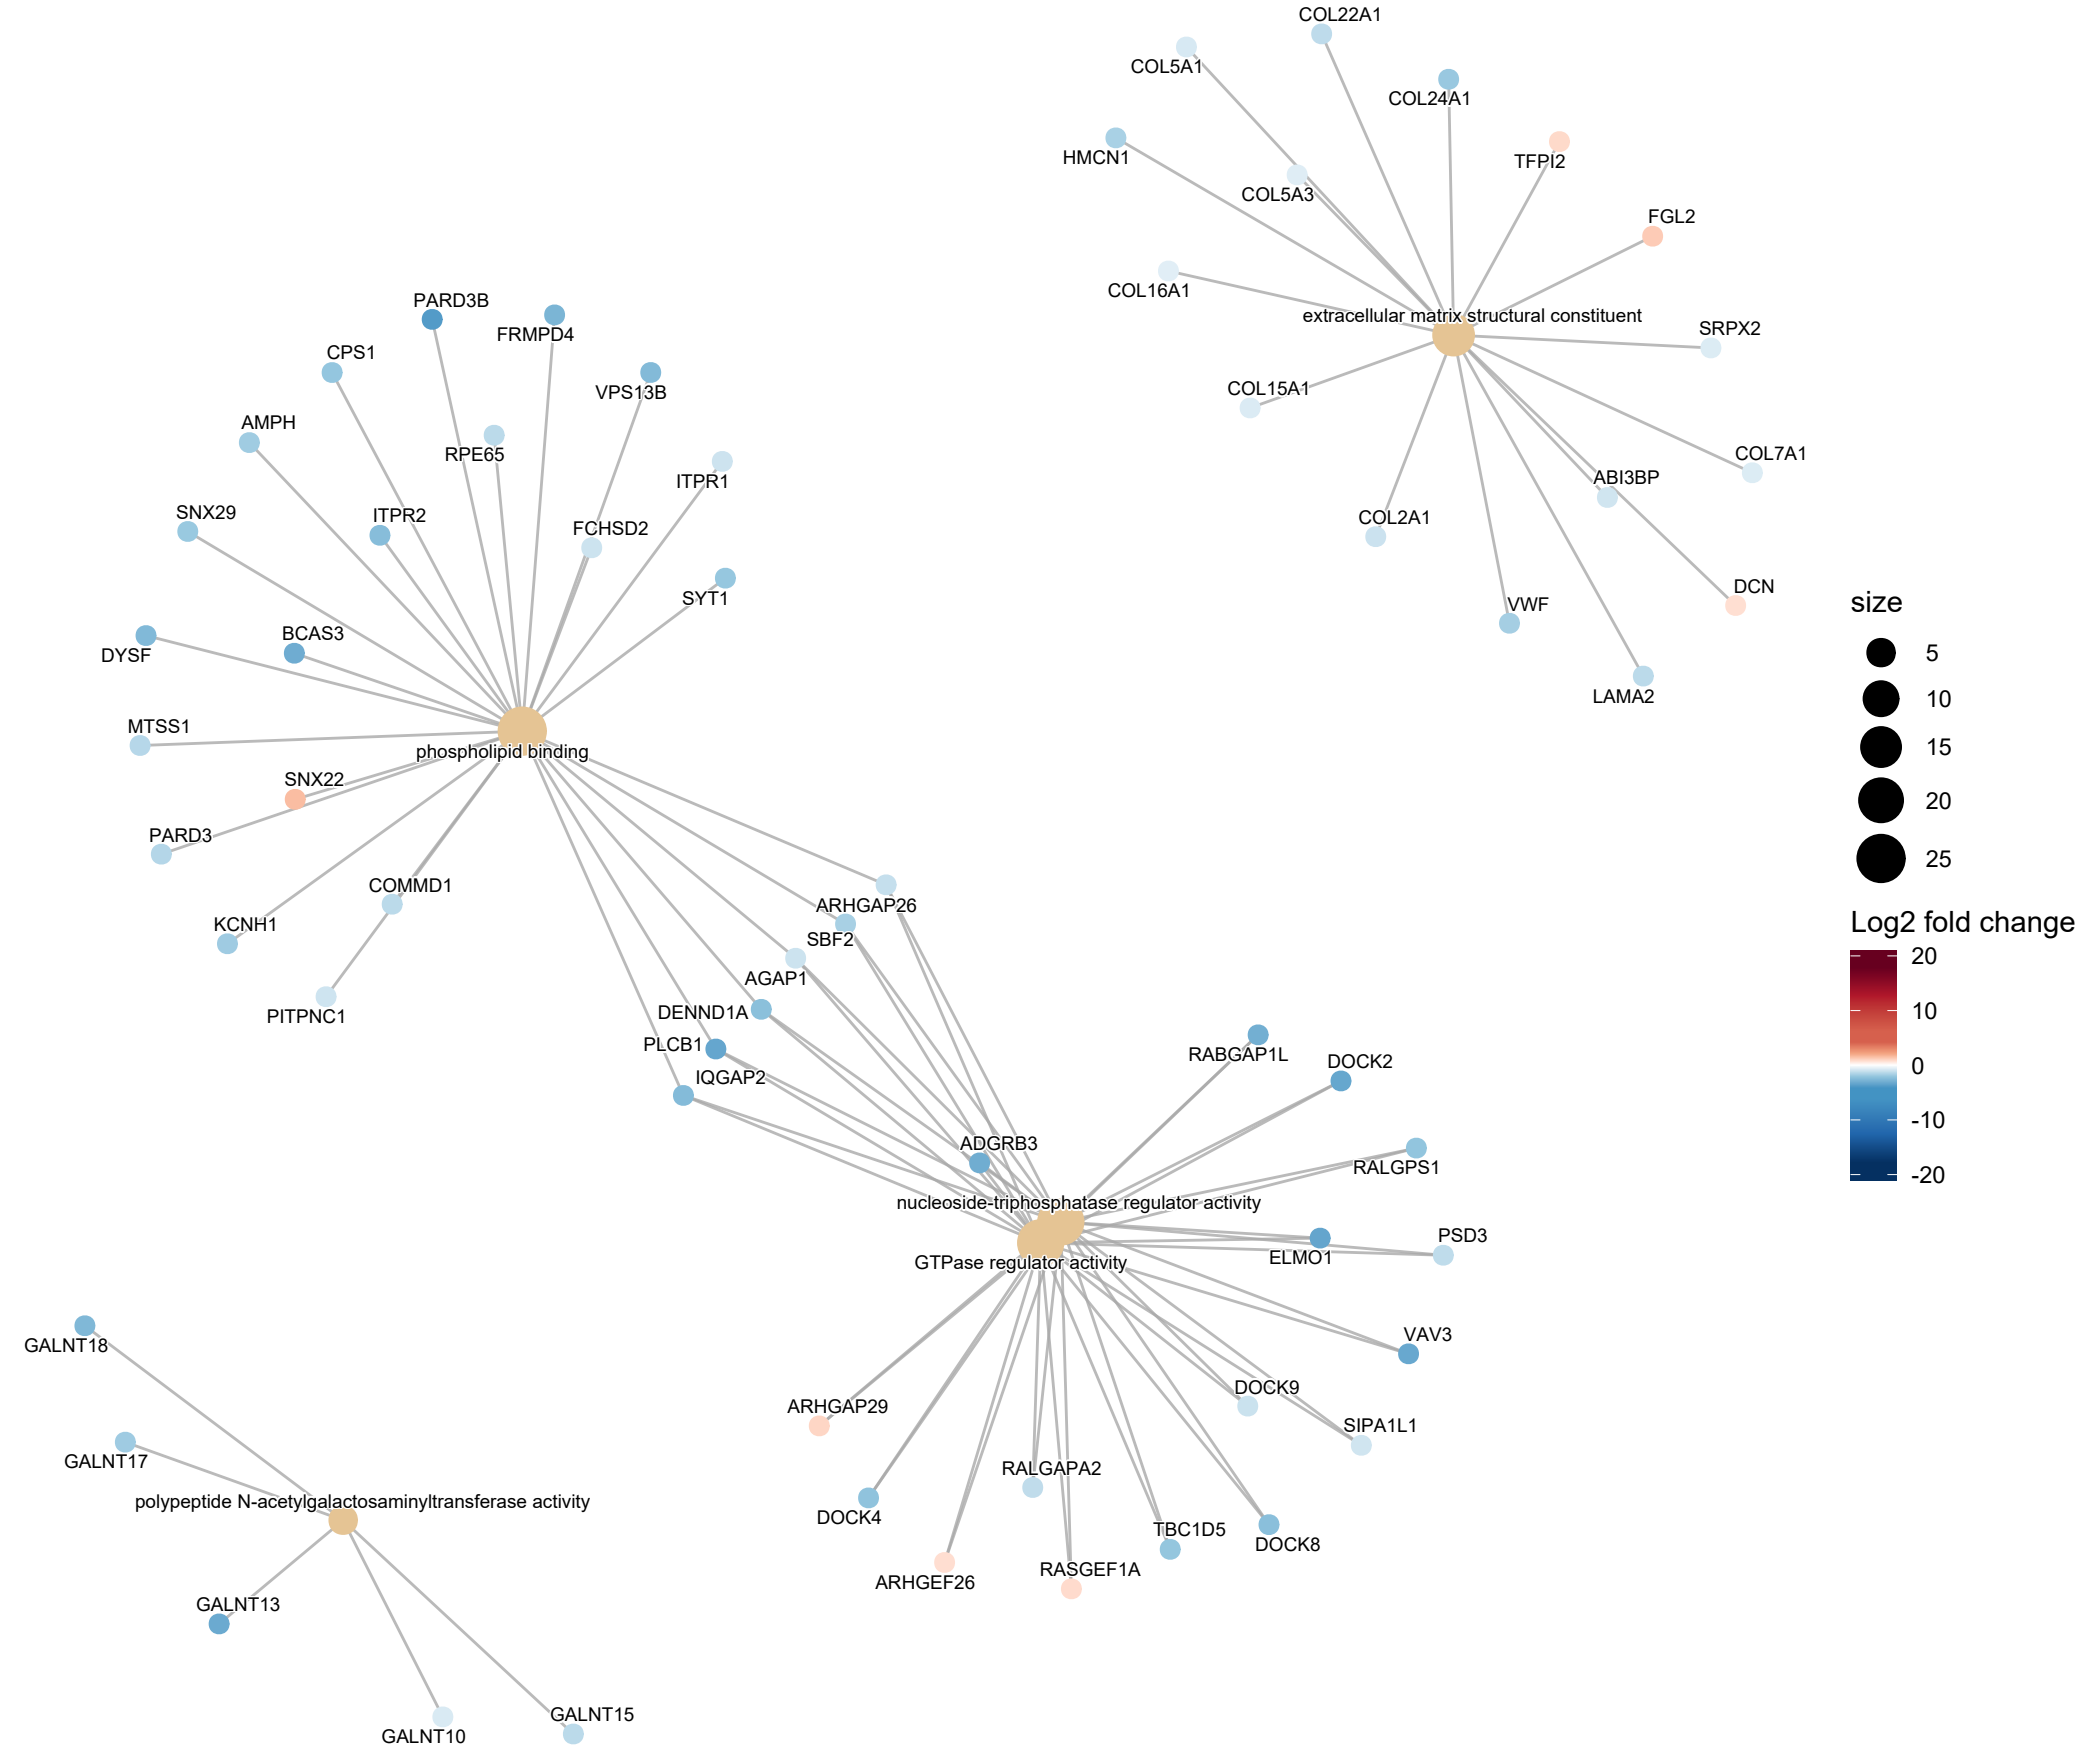 COL22A1
COL5A1
COL24A1
HMCN1
TFPI2
COL5A3
FGL2
COL16A1
extracellular matrix structural constituent
SRPX2
COL15A1
COL7A1
ABI3BP
COL2A1
DCN
VWF
LAMA2
PARD3B
FRMPD4
CPS1
VPS13B
AMPH
RPE65
ITPR1
SNX29
ITPR2
FCHSD2
SYT1
BCAS3
DYSF
MTSS1
phospholipid binding
SNX22
PARD3
COMMD1
KCNH1
PITPNC1
ARHGAP26
SBF2
AGAP1
DENND1A
PLCB1
IQGAP2
ADGRB3
RABGAP1L
DOCK2
RALGPS1
nucleoside-triphosphatase regulator activity
GTPase regulator activity
ELMO1
PSD3
VAV3
DOCK9
SIPA1L1
ARHGAP29
RALGAPA2
DOCK4
TBC1D5
DOCK8
ARHGEF26
RASGEF1A
GALNT18
GALNT17
polypeptide N-acetylgalactosaminyltransferase activity
GALNT13
GALNT10
GALNT15
size
5
10
15
20
25
Log2 fold change
20
10
0
-10
-20